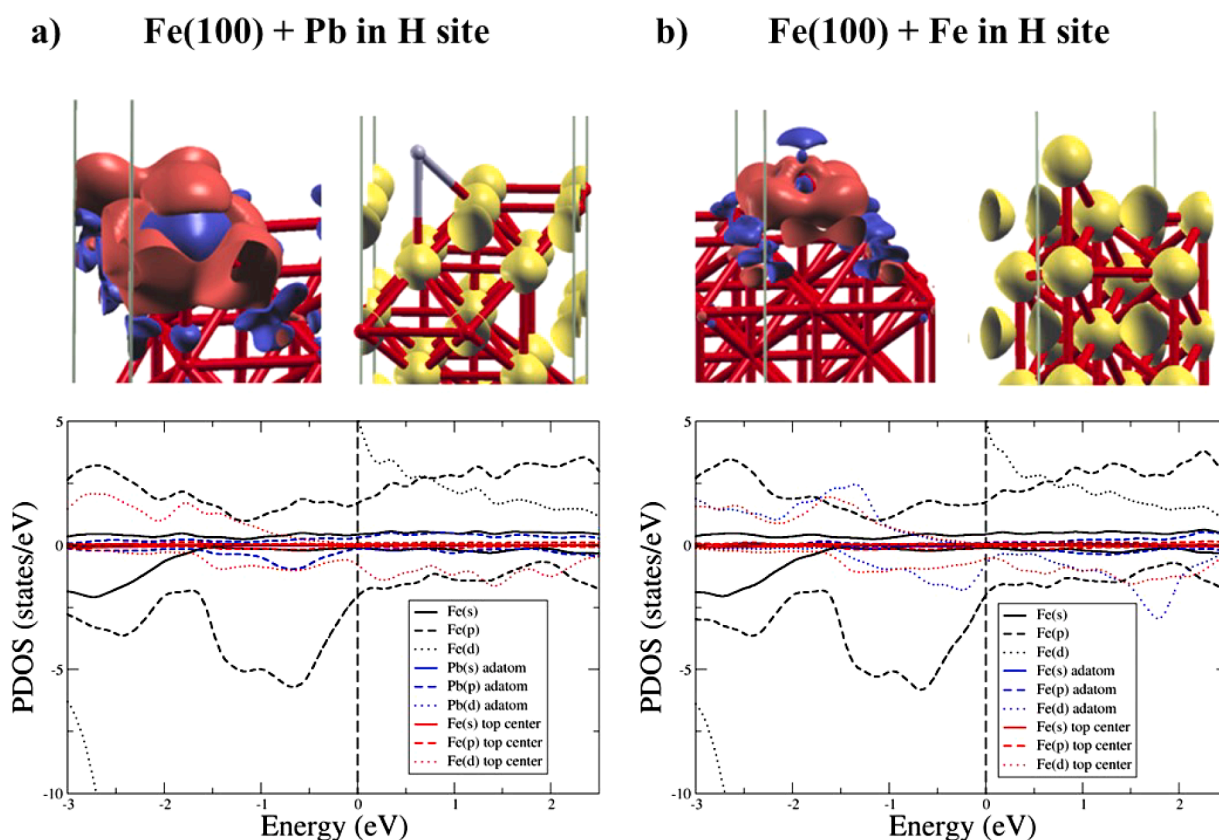 a) Fe(100) + Pb in H site
b) Fe(100) + Fe in H site
PDOS (states/eV)
5
0
-5
-10
-3
-2
-1
0
1
2
Energy (eV)
Fe(s)
Fe(p)
Fe(d)
Pb(s) adatom
Pb(p) adatom
Pb(d) adatom
Fe(s) top center
Fe(p) top center
Fe(d) top center
PDOS (states/eV)
5
0
-5
-10
-3
-2
-1
0
1
2
Energy (eV)
Fe(s)
Fe(p)
Fe(d)
Fe(s) adatom
Fe(p) adatom
Fe(d) adatom
Fe(s) top center
Fe(p) top center
Fe(d) top center